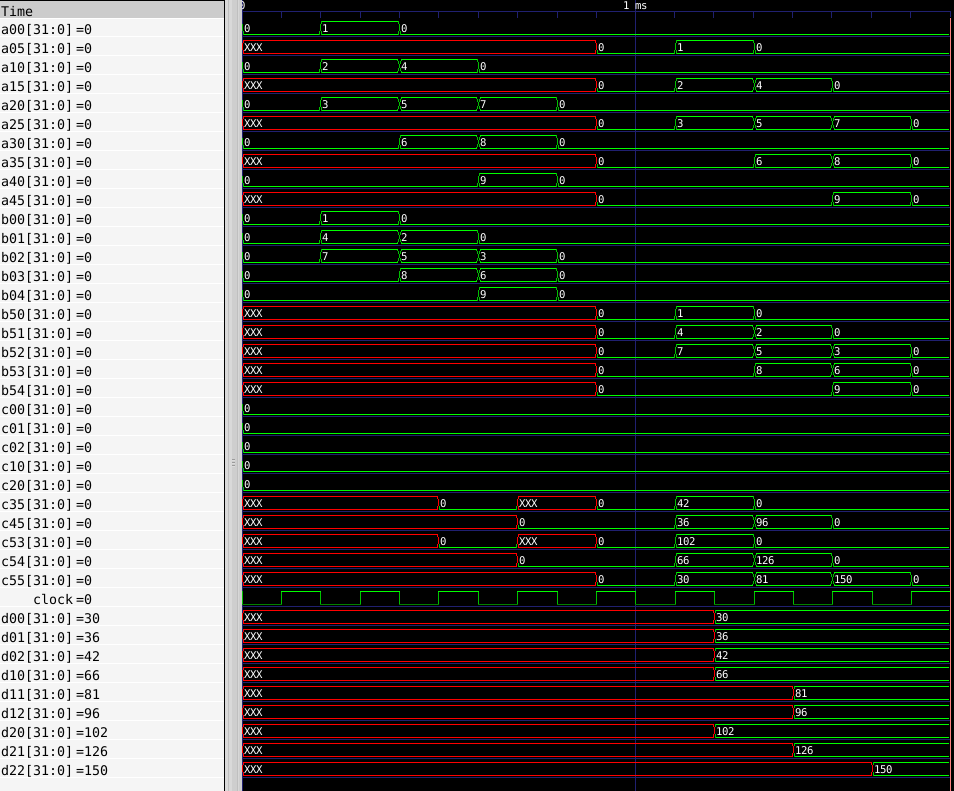 Time 0 1 ms
a00[31:0] =0 0 1 0
a05[31:0] =0 XXX 0 1 0
a10[31:0] =0 0 2 4 0
a15[31:0] =0 XXX 0 2 4 0
a20[31:0] =0 0 3 5 7 0
a25[31:0] =0 XXX 0 3 5 7 0
a30[31:0] =0 0 6 8 0
a35[31:0] =0 XXX 0 6 8 0
a40[31:0] =0 0 9 0
a45[31:0] =0 XXX 0 9 0
b00[31:0] =0 0 1 0
b01[31:0] =0 0 4 2 0
b02[31:0] =0 0 7 5 3 0
b03[31:0] =0 0 8 6 0
b04[31:0] =0 0 9 0
b50[31:0] =0 XXX 0 1 0
b51[31:0] =0 XXX 0 4 2 0
b52[31:0] =0 XXX 0 7 5 3 0
b53[31:0] =0 XXX 0 8 6 0
b54[31:0] =0 XXX 0 9 0
c00[31:0] =0 0
c01[31:0] =0 0
c02[31:0] =0 0
c10[31:0] =0 0
c20[31:0] =0 0
c35[31:0] =0 XXX 0 XXX 0 42 0
c45[31:0] =0 XXX 0 36 96 0
c53[31:0] =0 XXX 0 XXX 0 102 0
c54[31:0] =0 XXX 0 66 126 0
c55[31:0] =0 XXX 0 30 81 150 0
clock =0
d00[31:0] =30 XXX 30
d01[31:0] =36 XXX 36
d02[31:0] =42 XXX 42
d10[31:0] =66 XXX 66
d11[31:0] =81 XXX 81
d12[31:0] =96 XXX 96
d20[31:0] =102 XXX 102
d21[31:0] =126 XXX 126
d22[31:0] =150 XXX 150